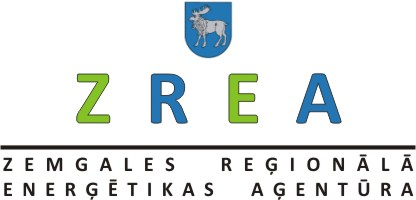 ZREA
ZEMGALES REĢIONĀLĀ
ENERĢĒTIKAS AĢENTŪRA